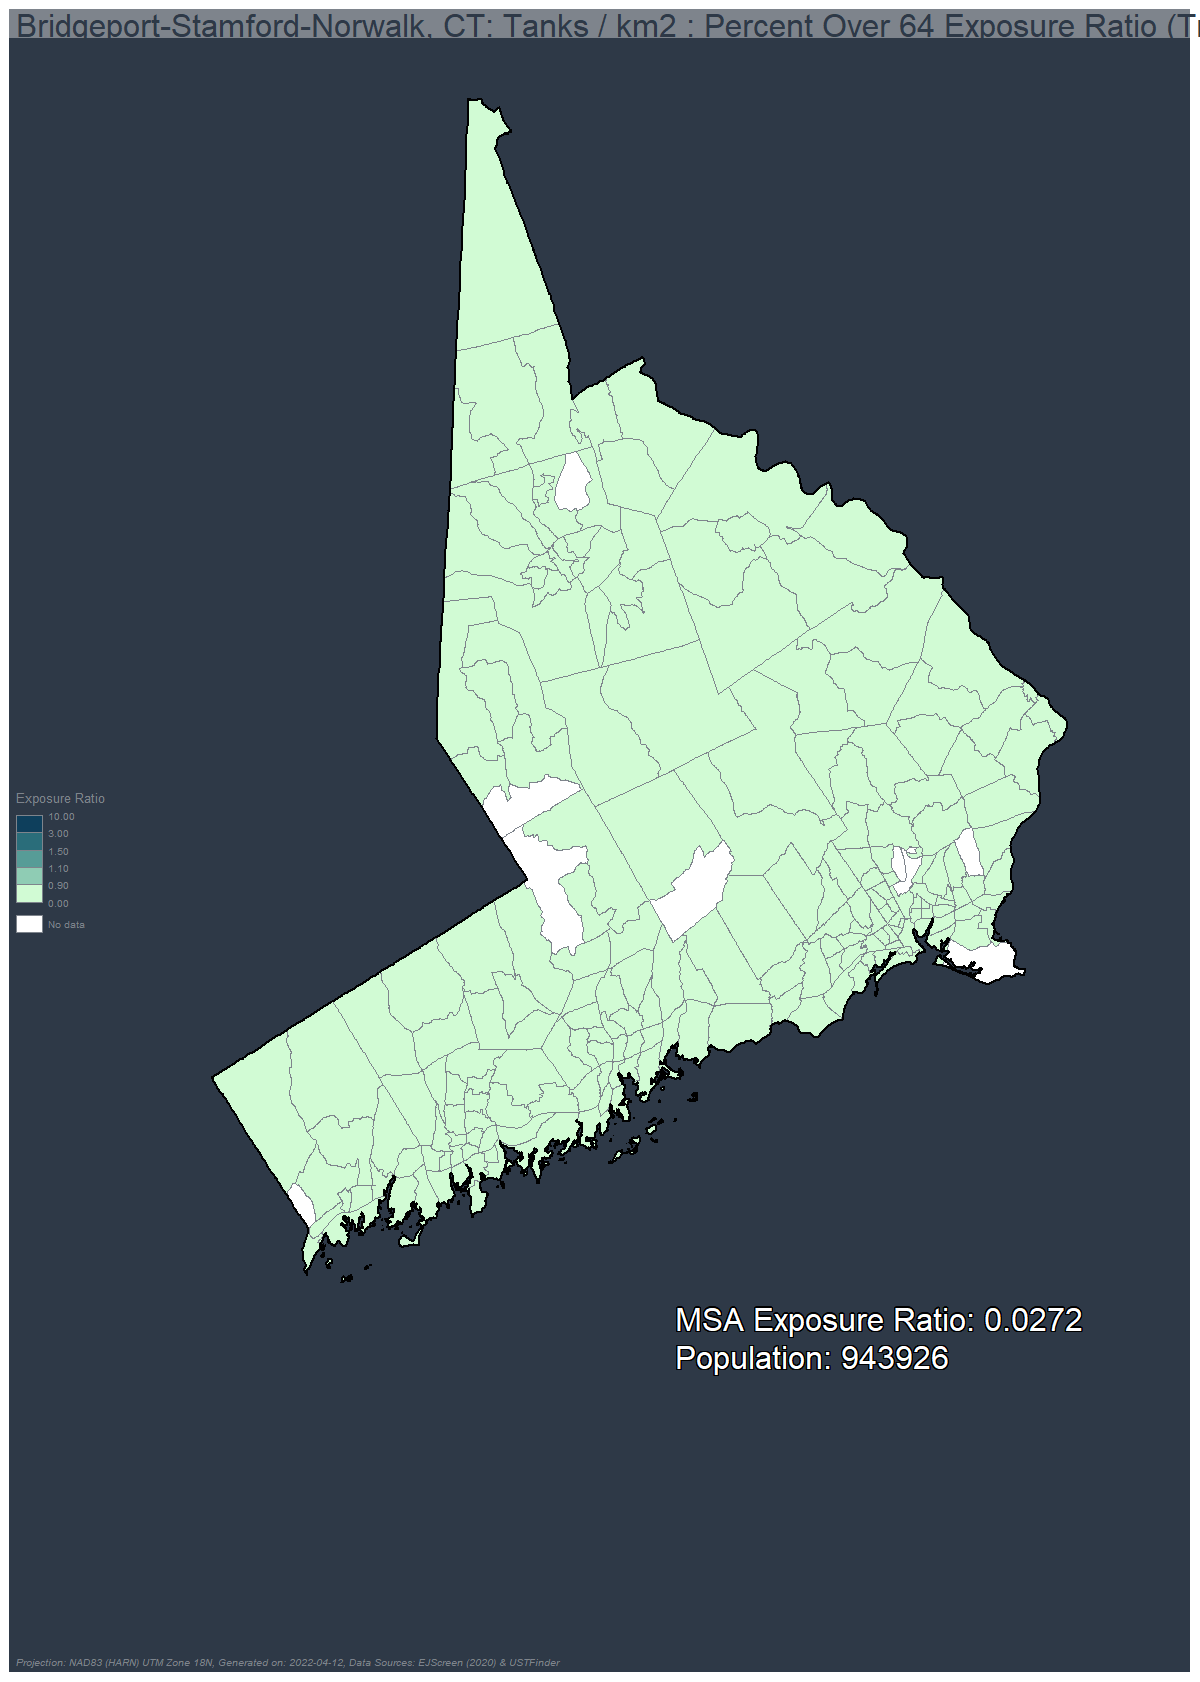 Bridgeport-Stamford-Norwalk, CT: Tanks / km2 : Percent Over 64 Exposure Ratio (Tr
Exposure Ratio
10.00
3.00
1.50
1.10
0.90
0.00
No data
MSA Exposure Ratio: 0.0272
Population: 943926
Projection: NAD83 (HARN) UTM Zone 18N, Generated on: 2022-04-12, Data Sources: EJScreen (2020) & USTFinder